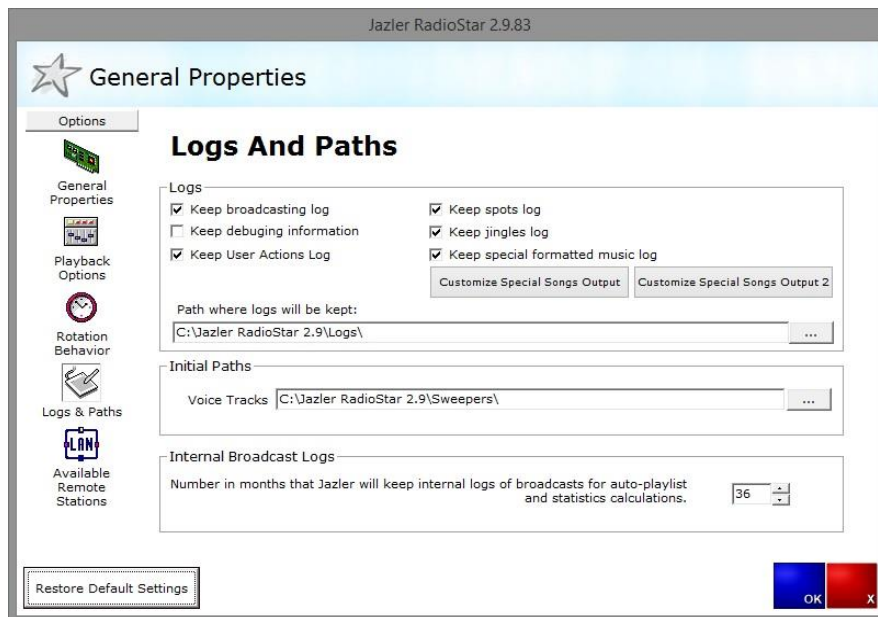 Jazler RadioStar 2.9.83
General Properties
Options
General
Properties
Playback
Options
Rotation
Behavior
Logs & Paths
LAN
Available
Remote
Stations
Logs And Paths
Logs
Keep broadcasting log
Keep spots log
Keep debuging information
Keep jingles log
Keep User Actions Log
Keep special formatted music log
Customize Special Songs Output
Customize Special Songs Output 2
Path where logs will be kept:
C:\Jazler RadioStar 2.9\Logs\
...
Initial Paths
Voice Tracks
C:\Jazler RadioStar 2.9\Sweepers\
...
Internal Broadcast Logs
Number in months that Jazler will keep internal logs of broadcasts for auto-playlist
and statistics calculations.
36
Restore Default Settings
OK
X